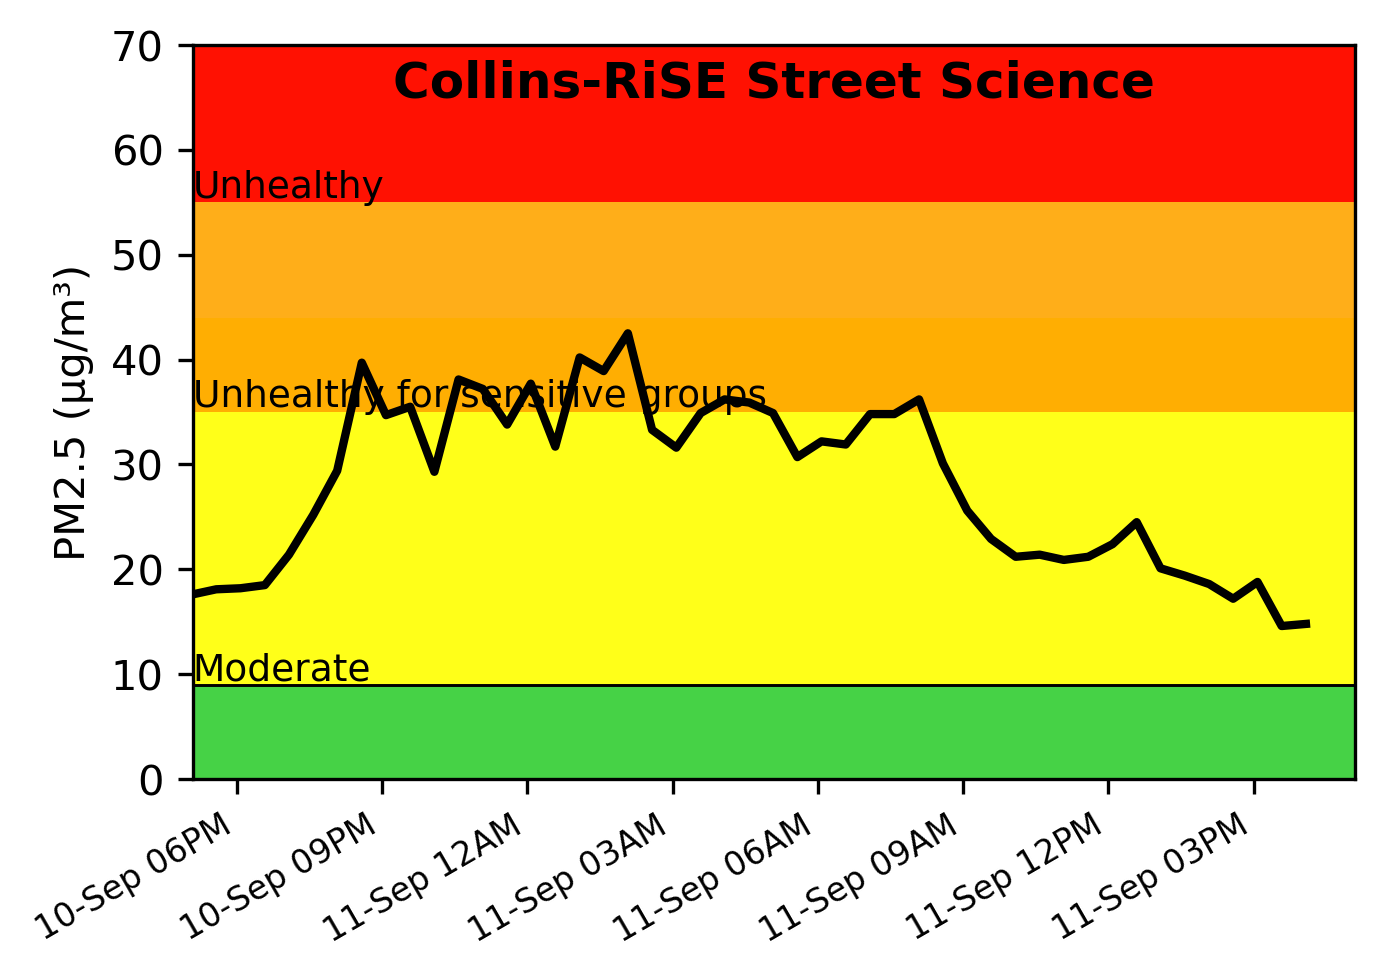 Collins-RiSE Street Science
70
60
Unhealthy
50
40
Unhealthy for sensitive groups
30
20
Moderate
10
0
PM2.5 (µg/m³)
10-Sep 06PM
10-Sep 09PM
11-Sep 12AM
11-Sep 03AM
11-Sep 06AM
11-Sep 09AM
11-Sep 12PM
11-Sep 03PM